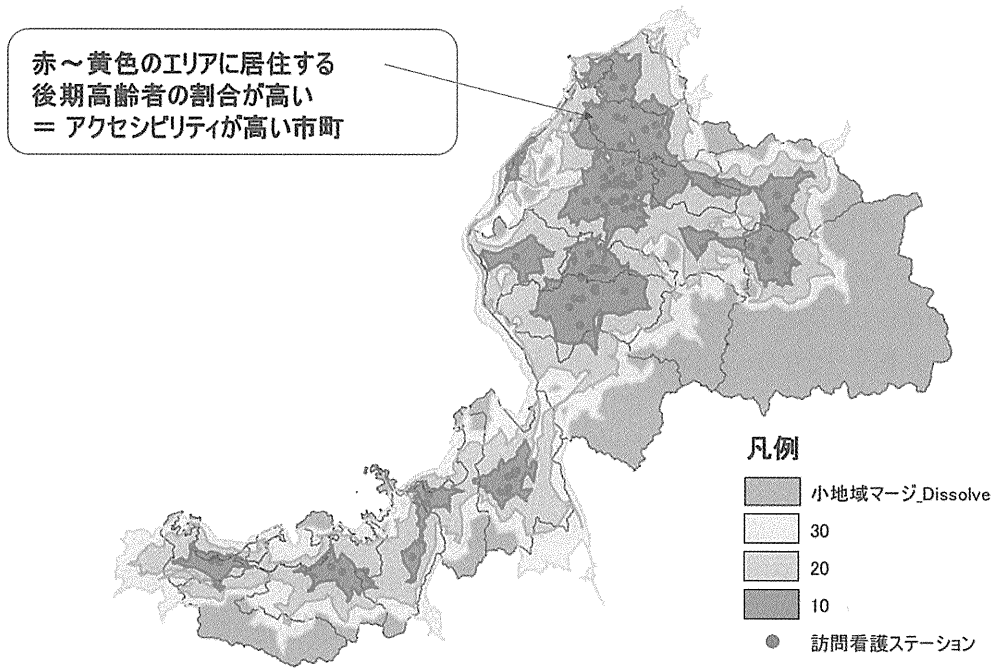 赤～黄色のエリアに居住する
後期高齢者の割合が高い
＝ アクセシビリティが高い市町
凡例
小地域マージ_Dissolve
30
20
10
訪問看護ステーション